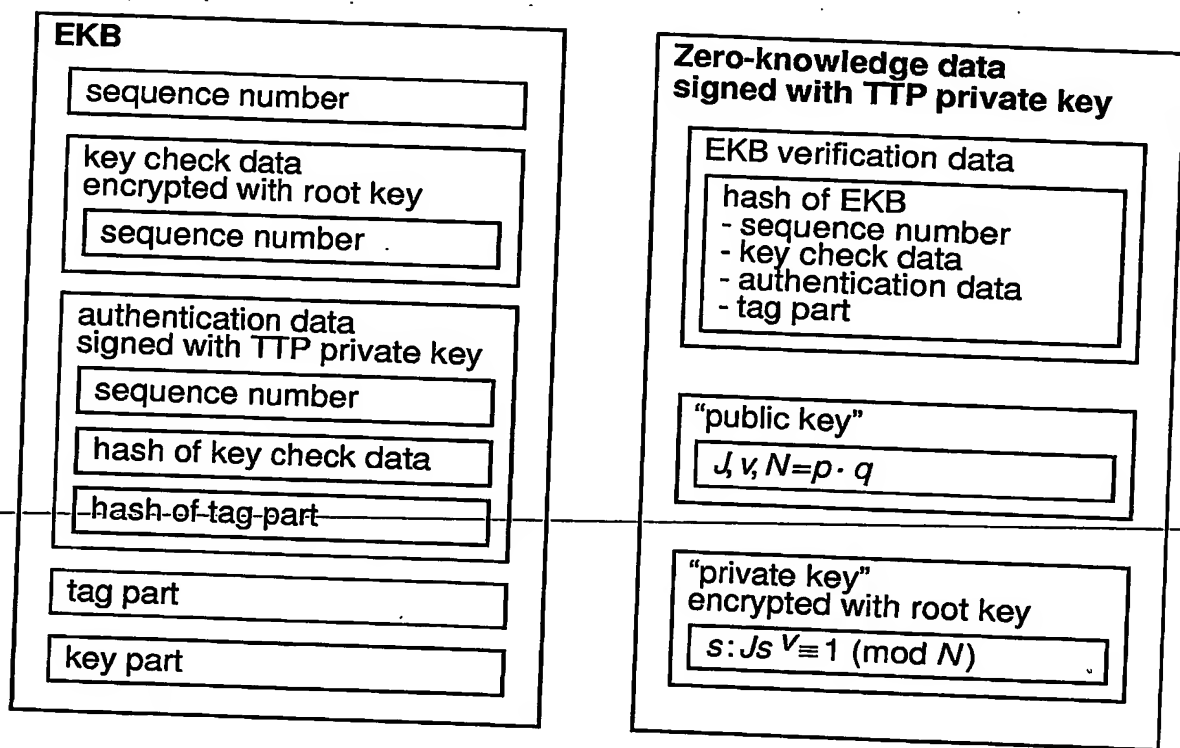 EKB
sequence number
key check data
encrypted with root key
sequence number
authentication data
signed with TTP private key
sequence number
hash of key check data
hash of tag part
tag part
key part
Zero-knowledge data
signed with TTP private key
EKB verification data
hash of EKB
- sequence number
- key check data
- authentication data
- tag part
“public key”
J, v, N=p · q
“private key”
encrypted with root key
s: Js^v≡1 (mod N)